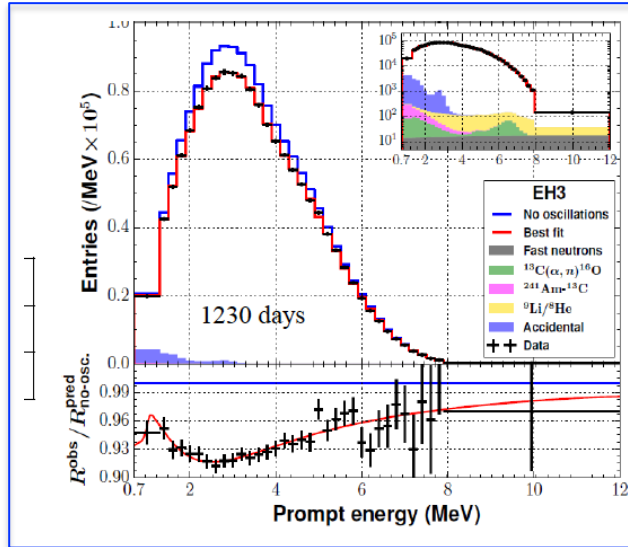 1.0
0.8
0.6
0.4
0.2
0.0
Entries (/MeV × 10⁵)
1230 days
10⁵
10⁴
10³
10²
10¹
0.7 2 4 6 8 10 12
EH3
No oscillations
Best fit
Fast neutrons
¹³C(α, n)¹⁶O
²⁴¹Am-¹³C
⁹Li/⁸He
Accidental
Data
0.99
0.96
0.93
0.90
Rᵒᵇˢ/Rᵖʳᵉᵈ no-osc.
0.7 2 4 6 8 10 12
Prompt energy (MeV)